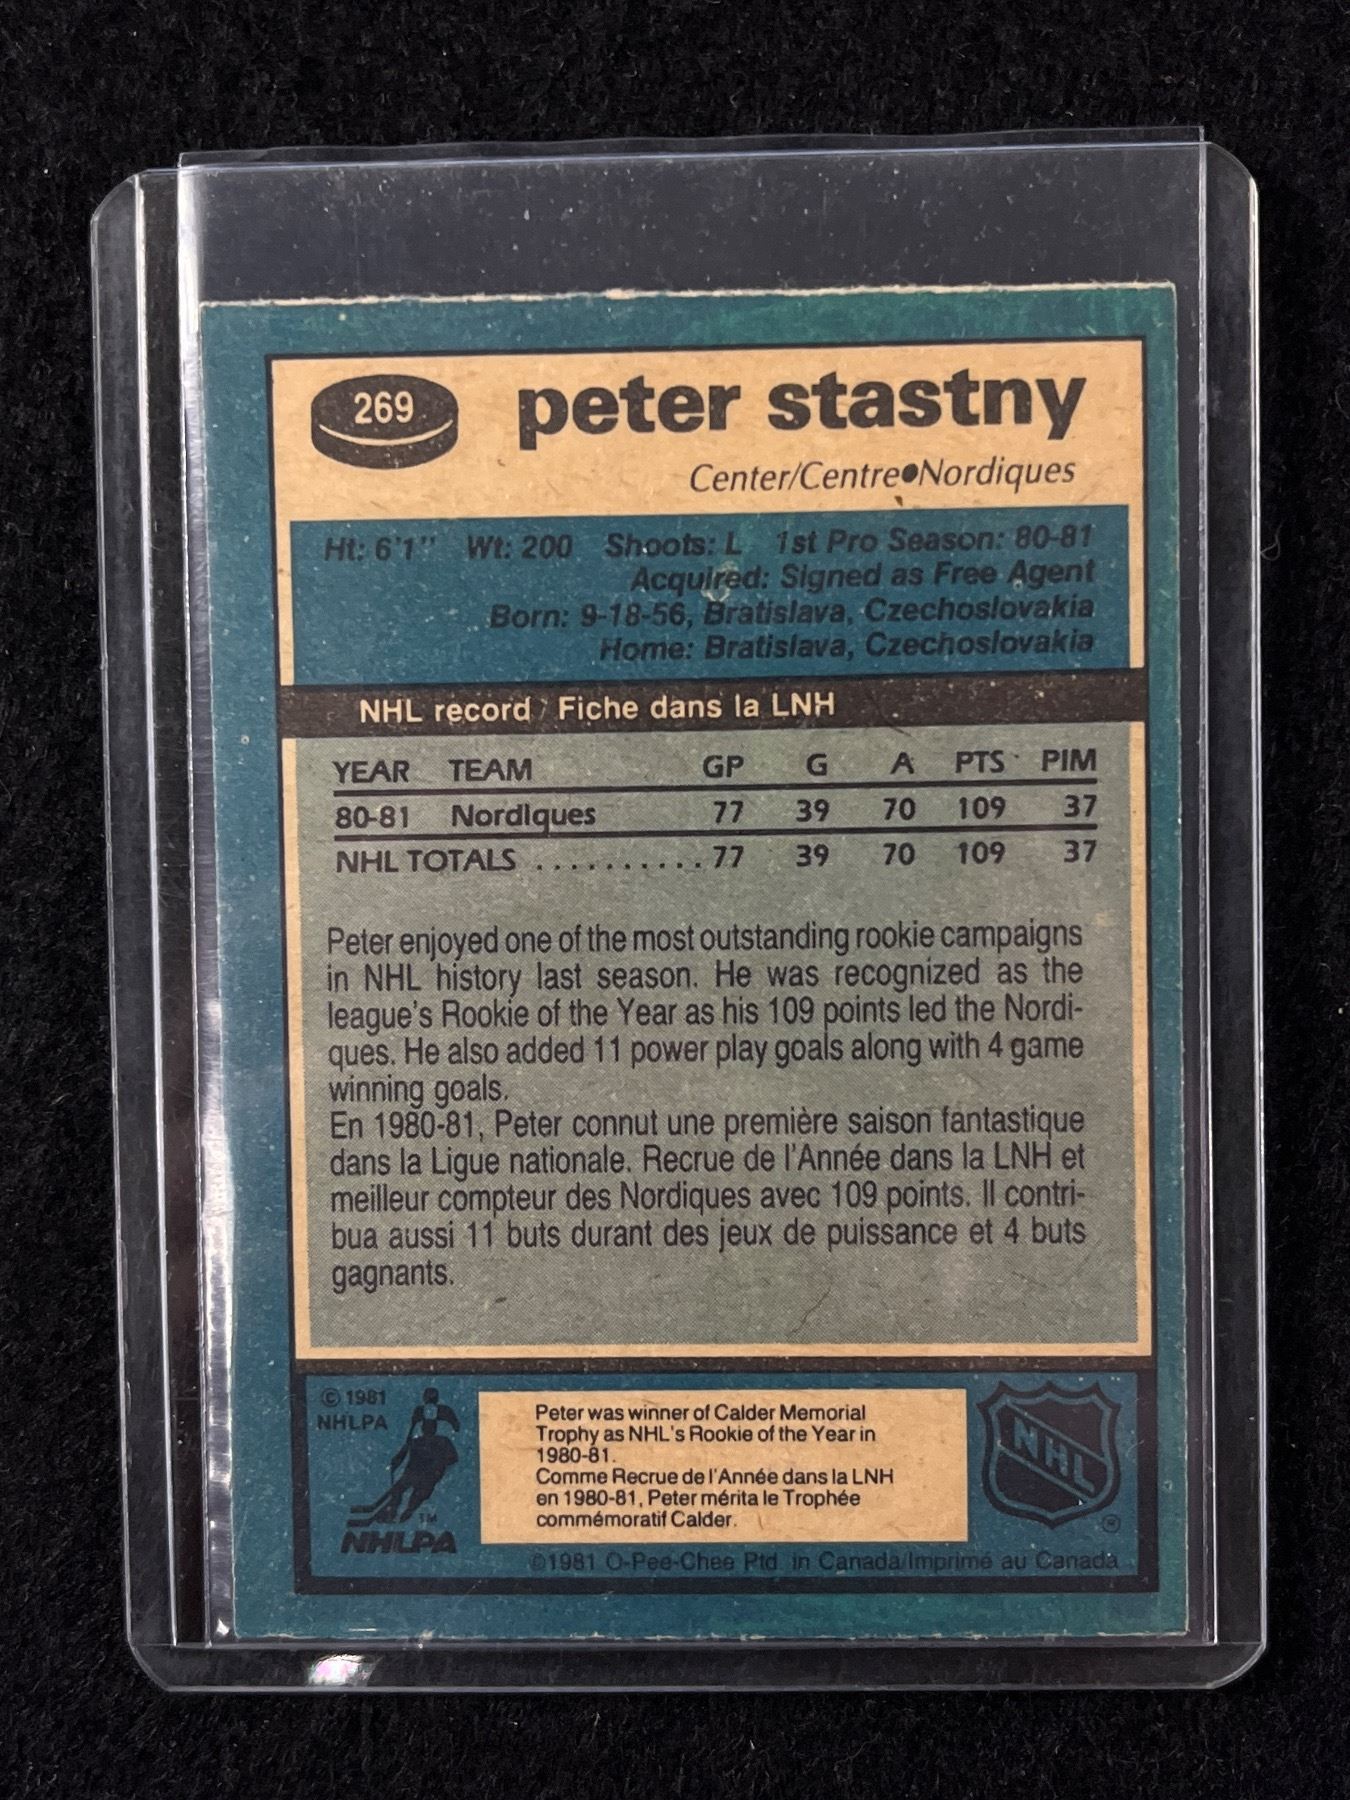 269
peter stastny
Center/Centre●Nordiques
Ht: 6'1" Wt: 200 Shoots: L 1st Pro Season: 80-81
Acquired: Signed as Free Agent
Born: 9-18-56, Bratislava, Czechoslovakia
Home: Bratislava, Czechoslovakia
NHL record / Fiche dans la LNH
YEAR TEAM GP G A PTS PIM
80-81 Nordiques 77 39 70 109 37
NHL TOTALS .......... 77 39 70 109 37
Peter enjoyed one of the most outstanding rookie campaigns
in NHL history last season. He was recognized as the
league's Rookie of the Year as his 109 points led the Nordi-
ques. He also added 11 power play goals along with 4 game
winning goals.
En 1980-81, Peter connut une première saison fantastique
dans la Ligue nationale. Recrue de l'Année dans la LNH et
meilleur compteur des Nordiques avec 109 points. Il contri-
bua aussi 11 buts durant des jeux de puissance et 4 buts
gagnants.
© 1981
NHLPA
™
NHLPA
Peter was winner of Calder Memorial
Trophy as NHL's Rookie of the Year in
1980-81.
Comme Recrue de l'Année dans la LNH
en 1980-81, Peter mérita le Trophée
commémoratif Calder.
NHL
®
©1981 O-Pee-Chee Ptd. in Canada/Imprimé au Canada